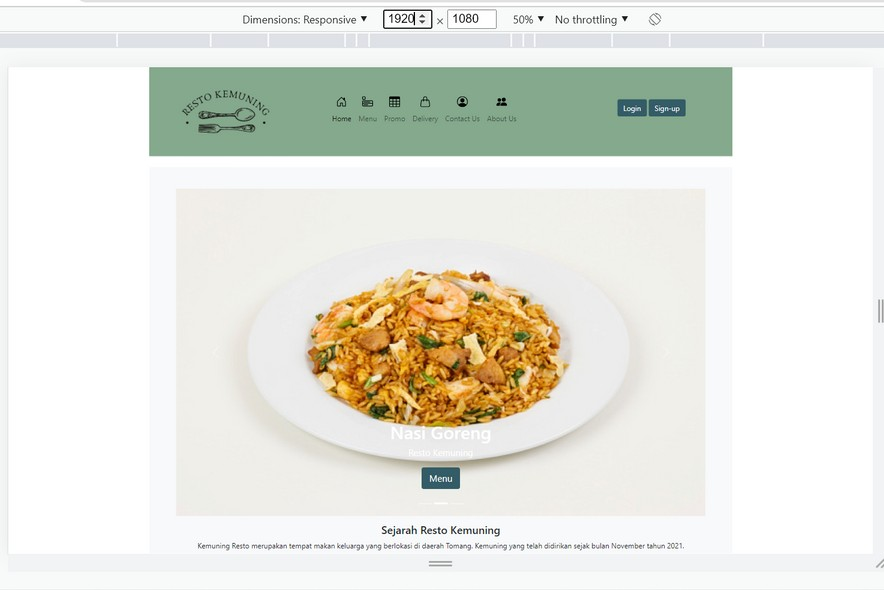 Dimensions: Responsive ▼ 1920 × 1080 50% ▼ No throttling ▼
RESTO KEMUNING
Home Menu Promo Delivery Contact Us About Us
Login Sign-up
Nasi Goreng
Resto Kemuning
Menu
Sejarah Resto Kemuning
Kemuning Resto merupakan tempat makan keluarga yang berlokasi di daerah Tomang. Kemuning yang telah didirikan sejak bulan November tahun 2021.